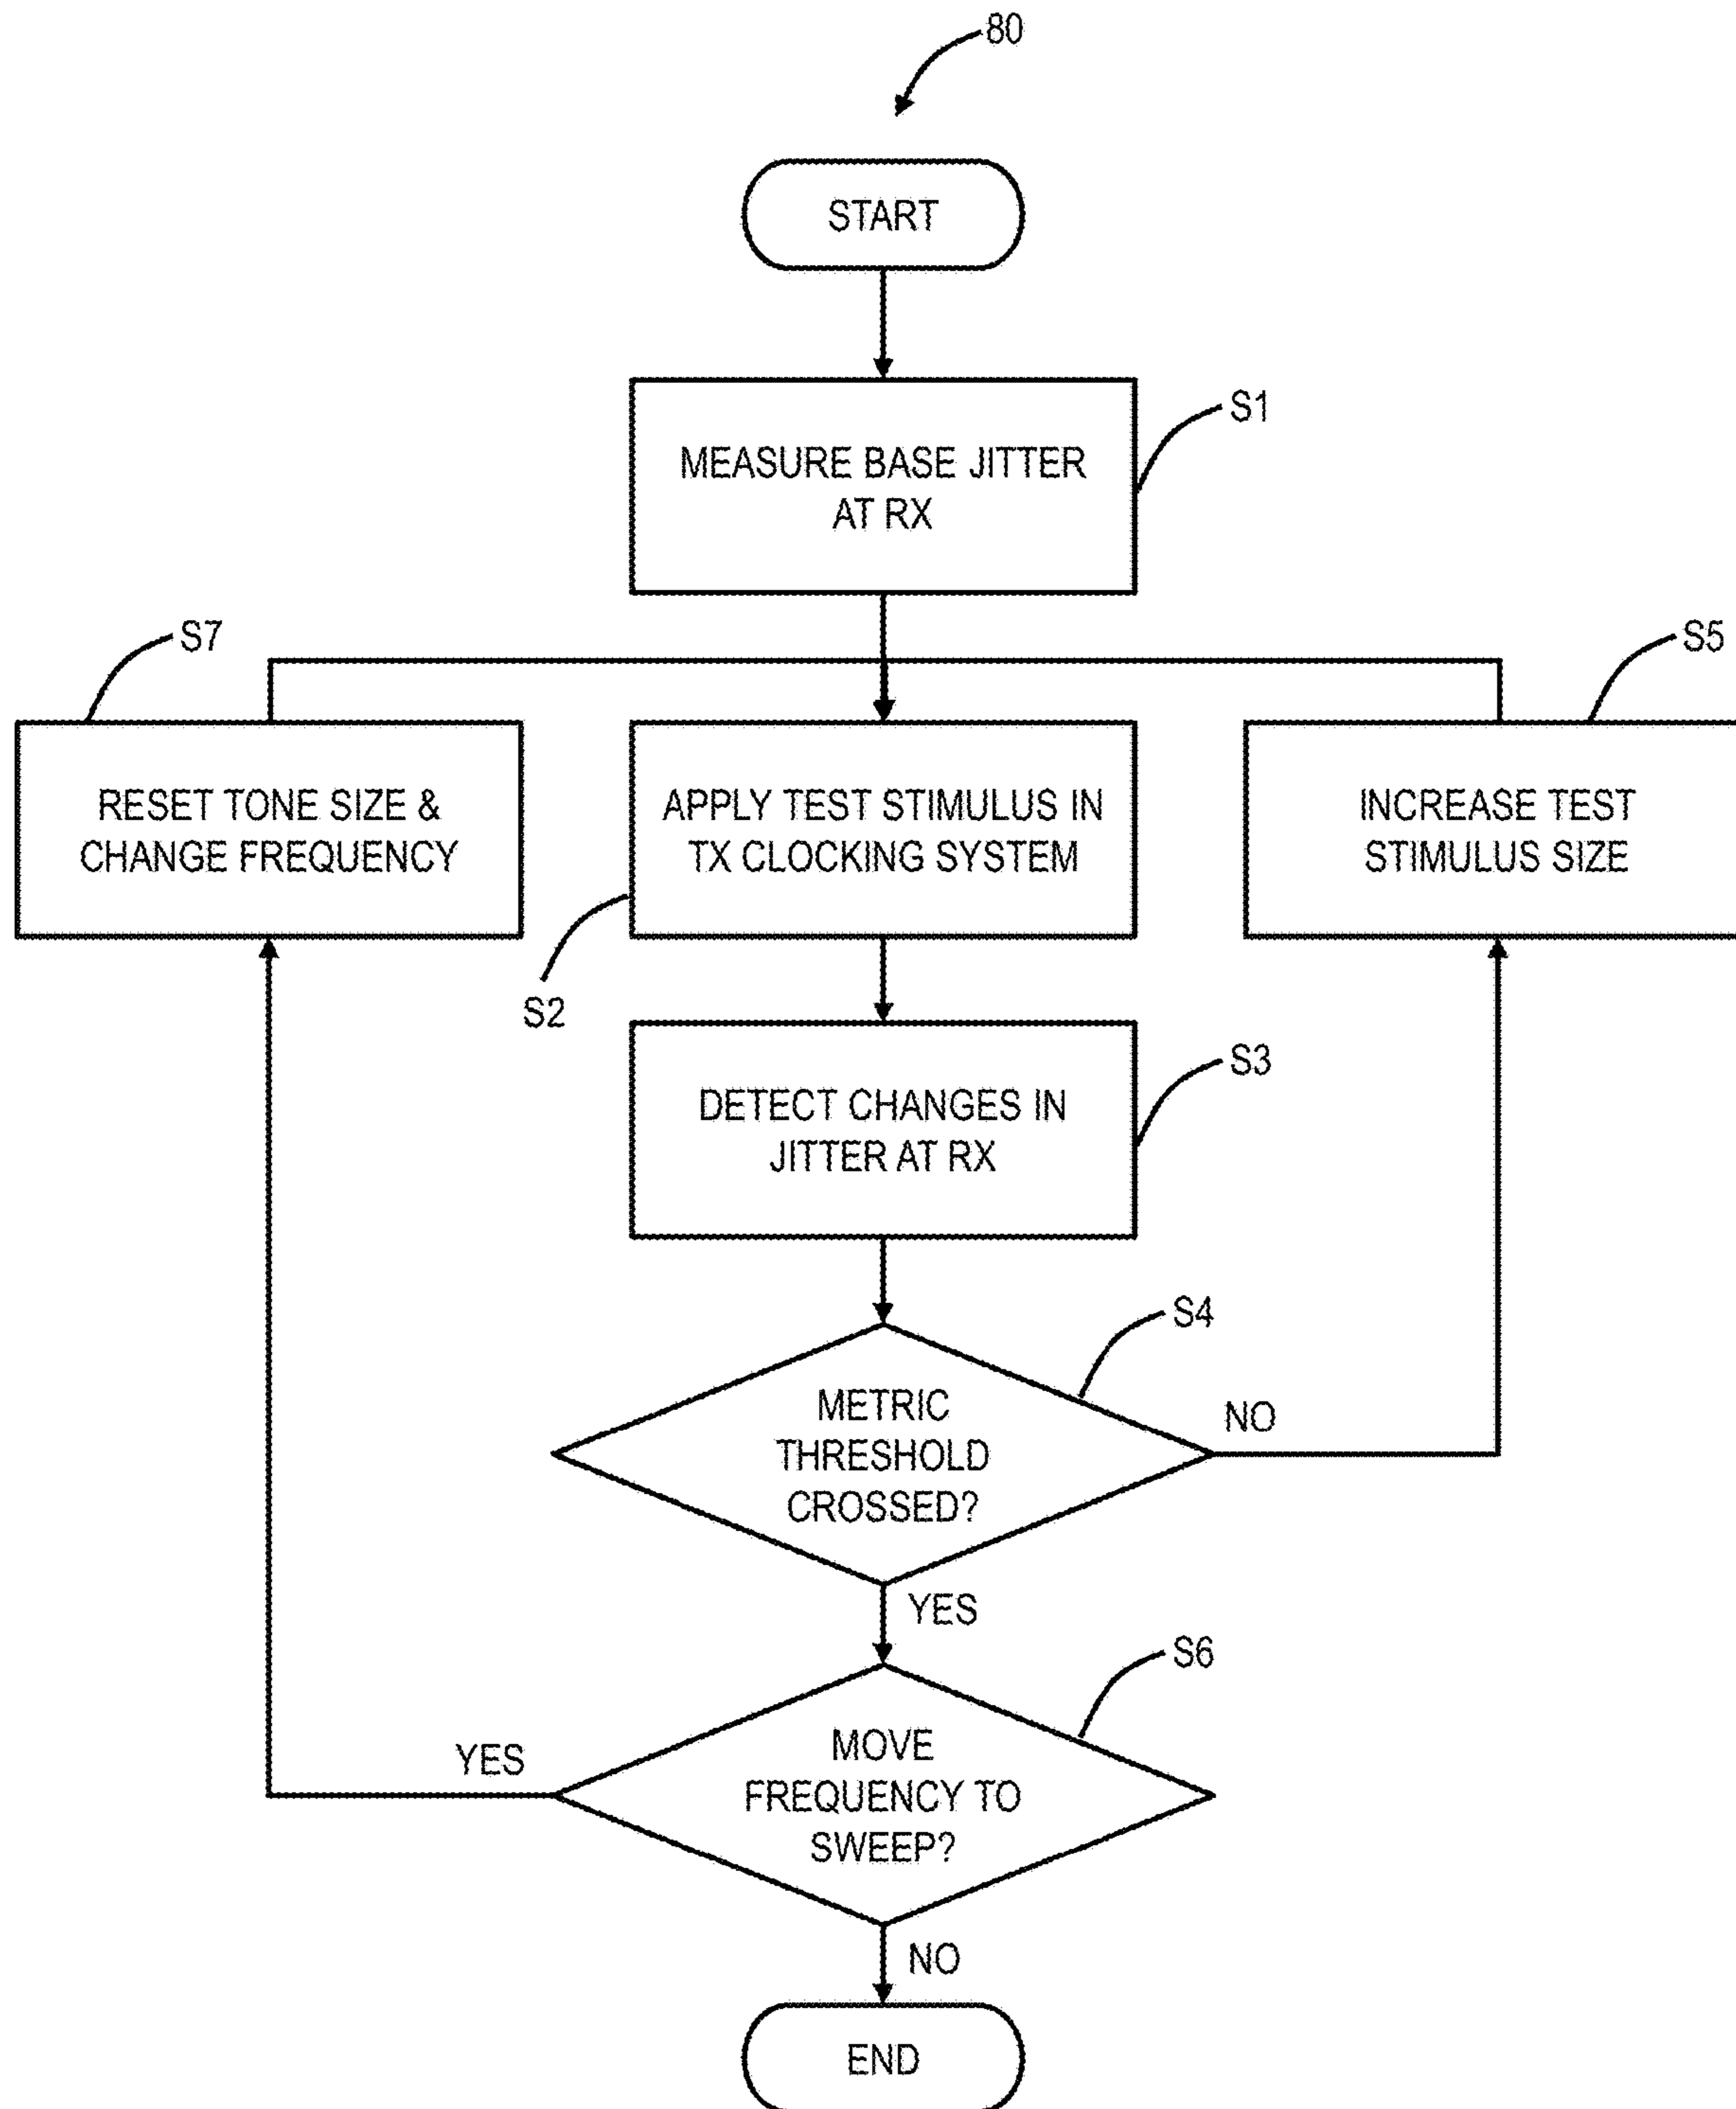 80
START
S1
MEASURE BASE JITTER
AT RX
S7
S5
RESET TONE SIZE &
CHANGE FREQUENCY
APPLY TEST STIMULUS IN
TX CLOCKING SYSTEM
INCREASE TEST
STIMULUS SIZE
S2
S3
DETECT CHANGES IN
JITTER AT RX
S4
METRIC
THRESHOLD
CROSSED?
NO
YES
S6
MOVE
FREQUENCY TO
SWEEP?
YES
NO
END